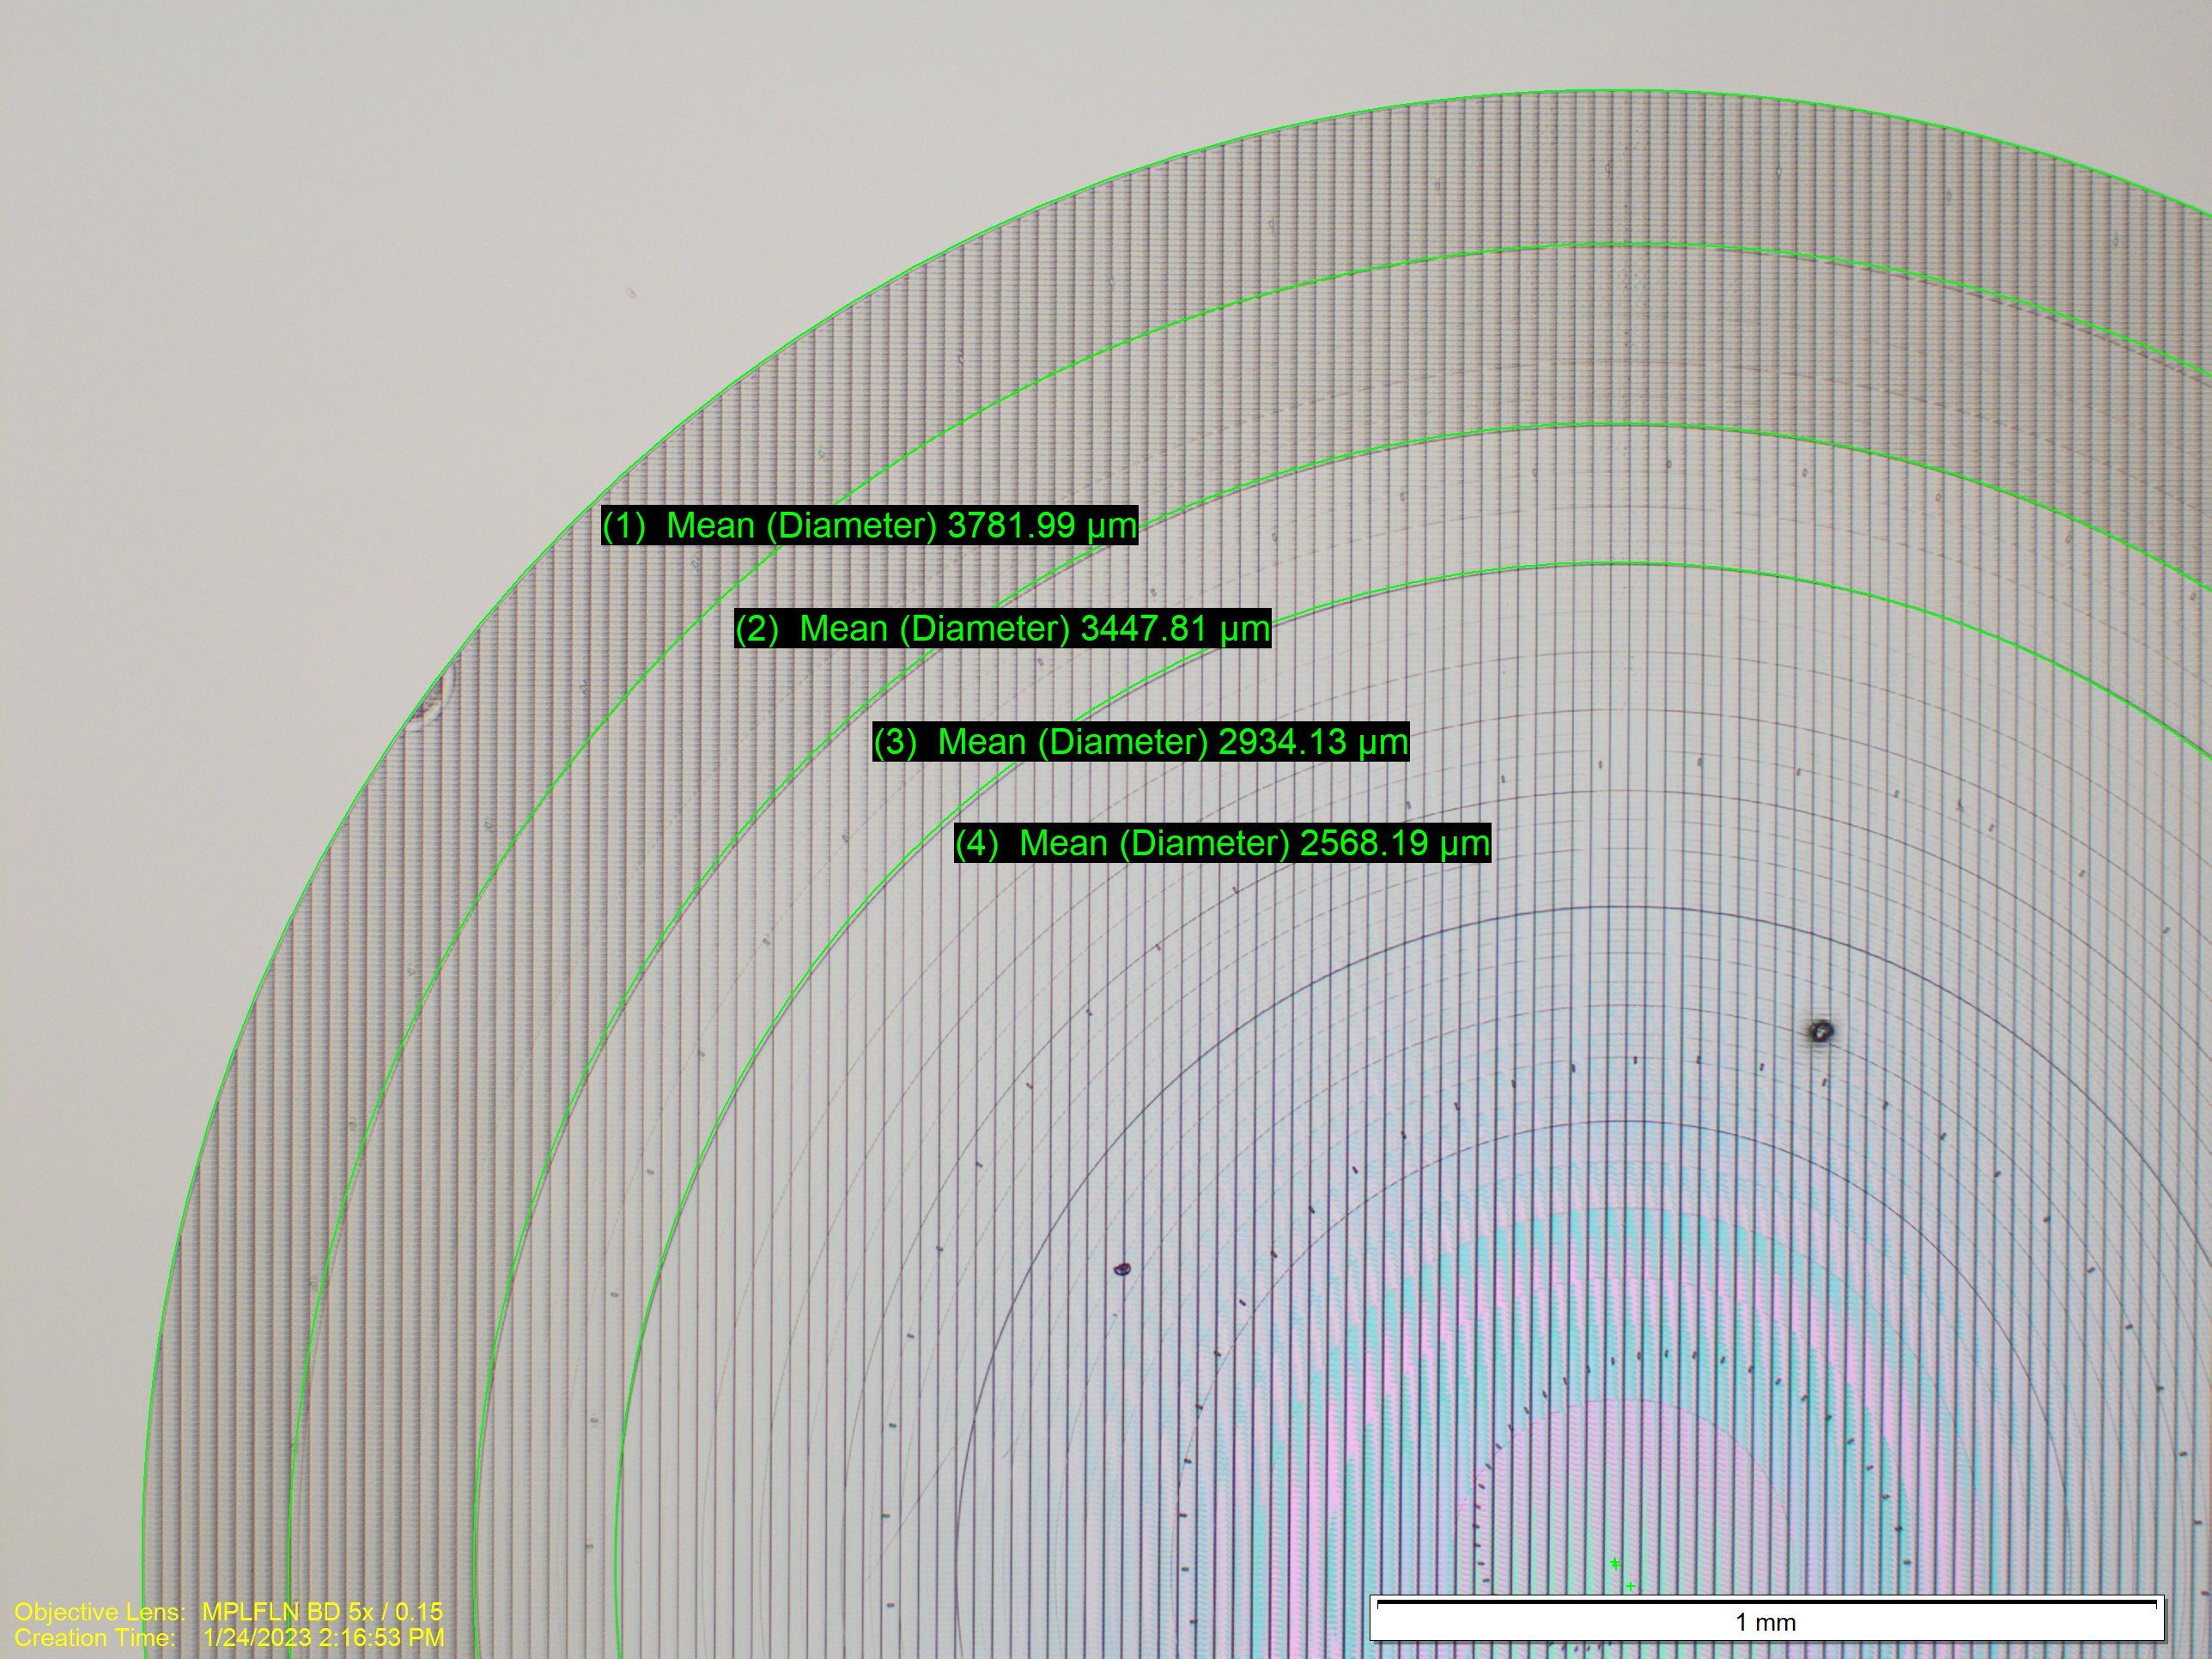 (1)  Mean (Diameter) 3781.99 µm
(2)  Mean (Diameter) 3447.81 µm
(3)  Mean (Diameter) 2934.13 µm
(4)  Mean (Diameter) 2568.19 µm
Objective Lens:  MPLFLN BD 5x / 0.15
Creation Time:  1/24/2023 2:16:53 PM
1 mm